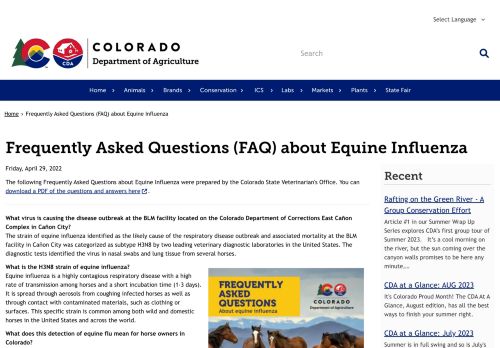 Select Language
COLORADO
Department of Agriculture
CDA
Search
Home › Animals › Brands › Conservation › ICS › Labs › Markets › Plants › State Fair
Home › Frequently Asked Questions (FAQ) about Equine Influenza
Frequently Asked Questions (FAQ) about Equine Influenza
Friday, April 29, 2022
The following Frequently Asked Questions about Equine Influenza were prepared by the Colorado State Veterinarian's Office. You can
download a PDF of the questions and answers here.
What virus is causing the disease outbreak at the BLM facility located on the Colorado Department of Corrections East Cañon
Complex in Cañon City?
The strain of equine influenza identified as the likely cause of the respiratory disease outbreak and associated mortality at the BLM
facility in Cañon City was categorized as subtype H3N8 by two leading veterinary diagnostic laboratories in the United States. The
diagnostic tests identified the virus in nasal swabs and lung tissue from several horses.
What is the H3N8 strain of equine influenza?
Equine influenza is a highly contagious respiratory disease with a high
rate of transmission among horses and a short incubation time (1-3 days).
It is spread through aerosols from coughing infected horses as well as
through contact with contaminated materials, such as clothing or
surfaces. This specific strain is common among both wild and domestic
horses in the United States and across the world.
What does this detection of equine flu mean for horse owners in
Colorado?
FREQUENTLY
ASKED
QUESTIONS
About equine influenza
COLORADO
Department of Agriculture
Recent
Rafting on the Green River - A
Group Conservation Effort
Article #1 in our Summer Wrap Up
Series explores CDA's first group tour of
Summer 2023. It's a cool morning on
the river, but the sun coming over the
canyon walls promises to be here any
minute....
CDA at a Glance: AUG 2023
It's Colorado Proud Month! The CDA At a
Glance, August edition, has all the best
ways to finish your summer right.
CDA at a Glance: July 2023
Summer is in full swing and so is July's